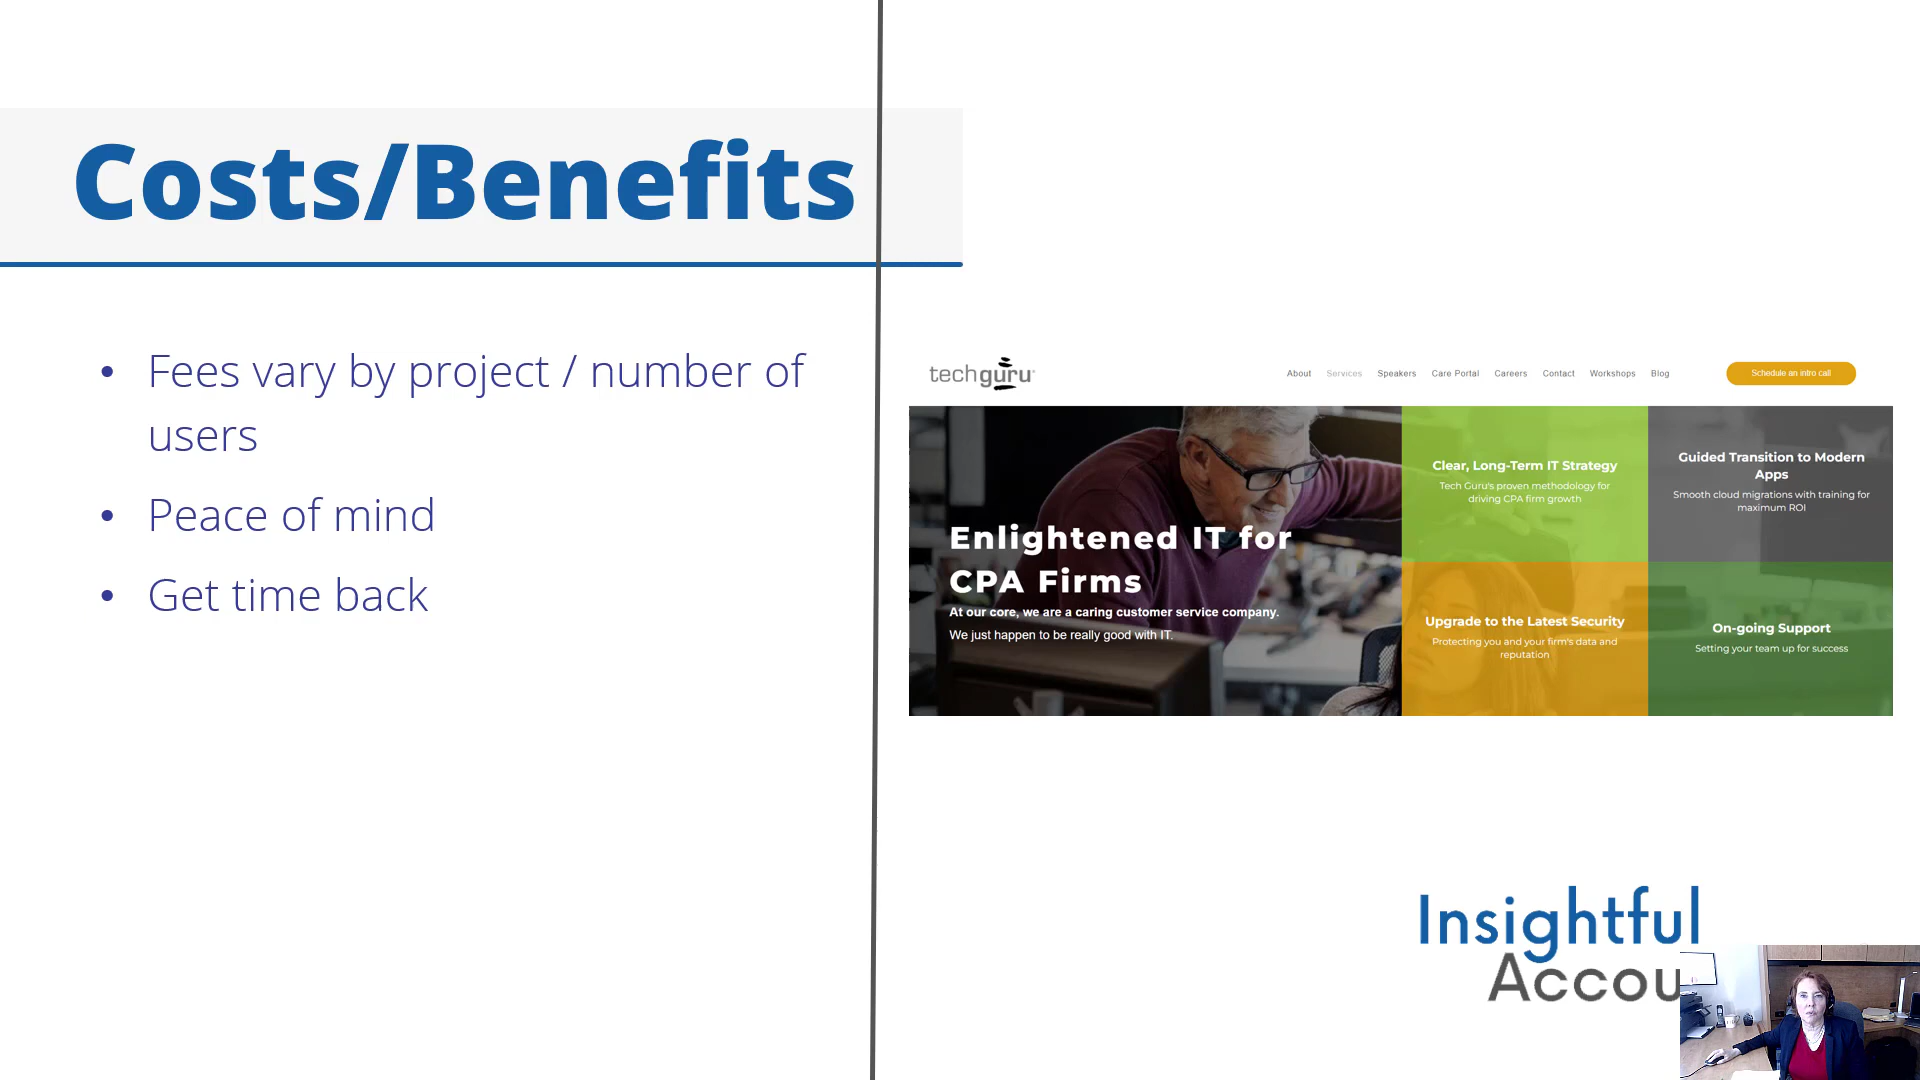 Costs/Benefits
• Fees vary by project / number of
users
• Peace of mind
• Get time back
techguru
About Services Speakers Care Portal Careers Contact Workshops Blog
Schedule an intro call
Enlightened IT for
CPA Firms
At our core, we are a caring customer service company.
We just happen to be really good with IT.
Clear, Long-Term IT Strategy
Tech Guru's proven methodology for
driving CPA firm growth
Guided Transition to Modern
Apps
Smooth cloud migrations with training for
maximum ROI
Upgrade to the Latest Security
Protecting you and your firm's data and
reputation
On-going Support
Setting your team up for success
Insightful
Accou